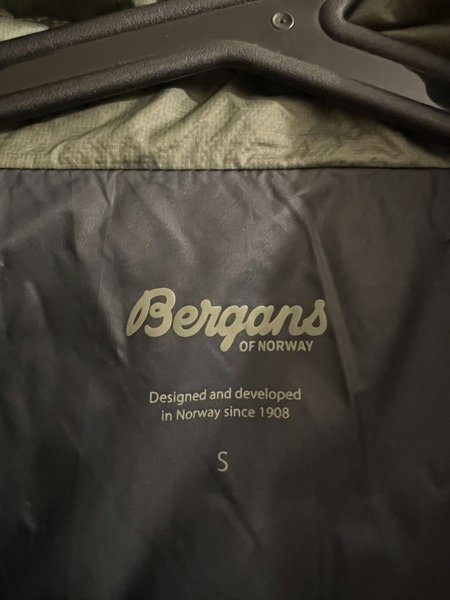 Bergans
OF NORWAY
Designed and developed
in Norway since 1908
S